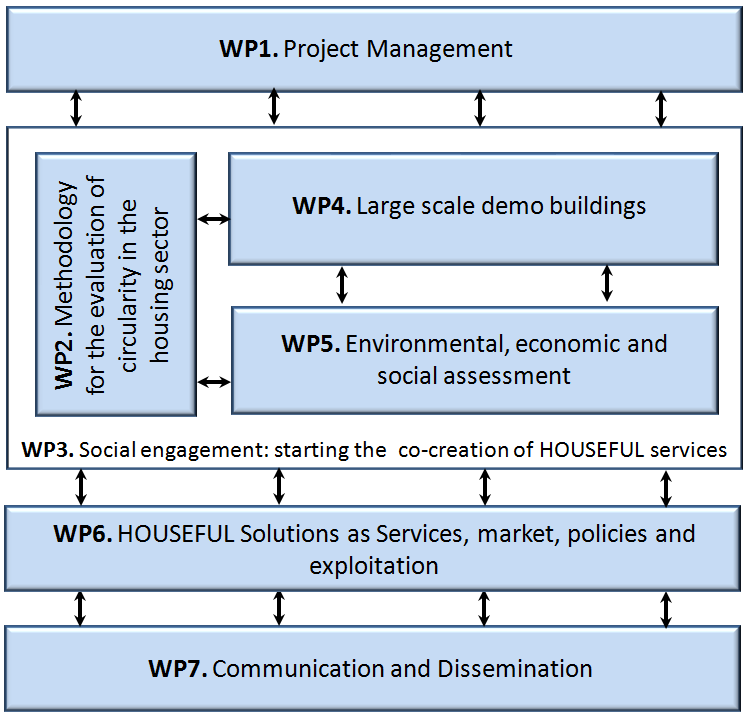 WP1. Project Management
WP2. Methodology
for the evaluation of
circularity in the
housing sector
WP4. Large scale demo buildings
WP5. Environmental, economic and
social assessment
WP3. Social engagement: starting the co-creation of HOUSEFUL services
WP6. HOUSEFUL Solutions as Services, market, policies and
exploitation
WP7. Communication and Dissemination